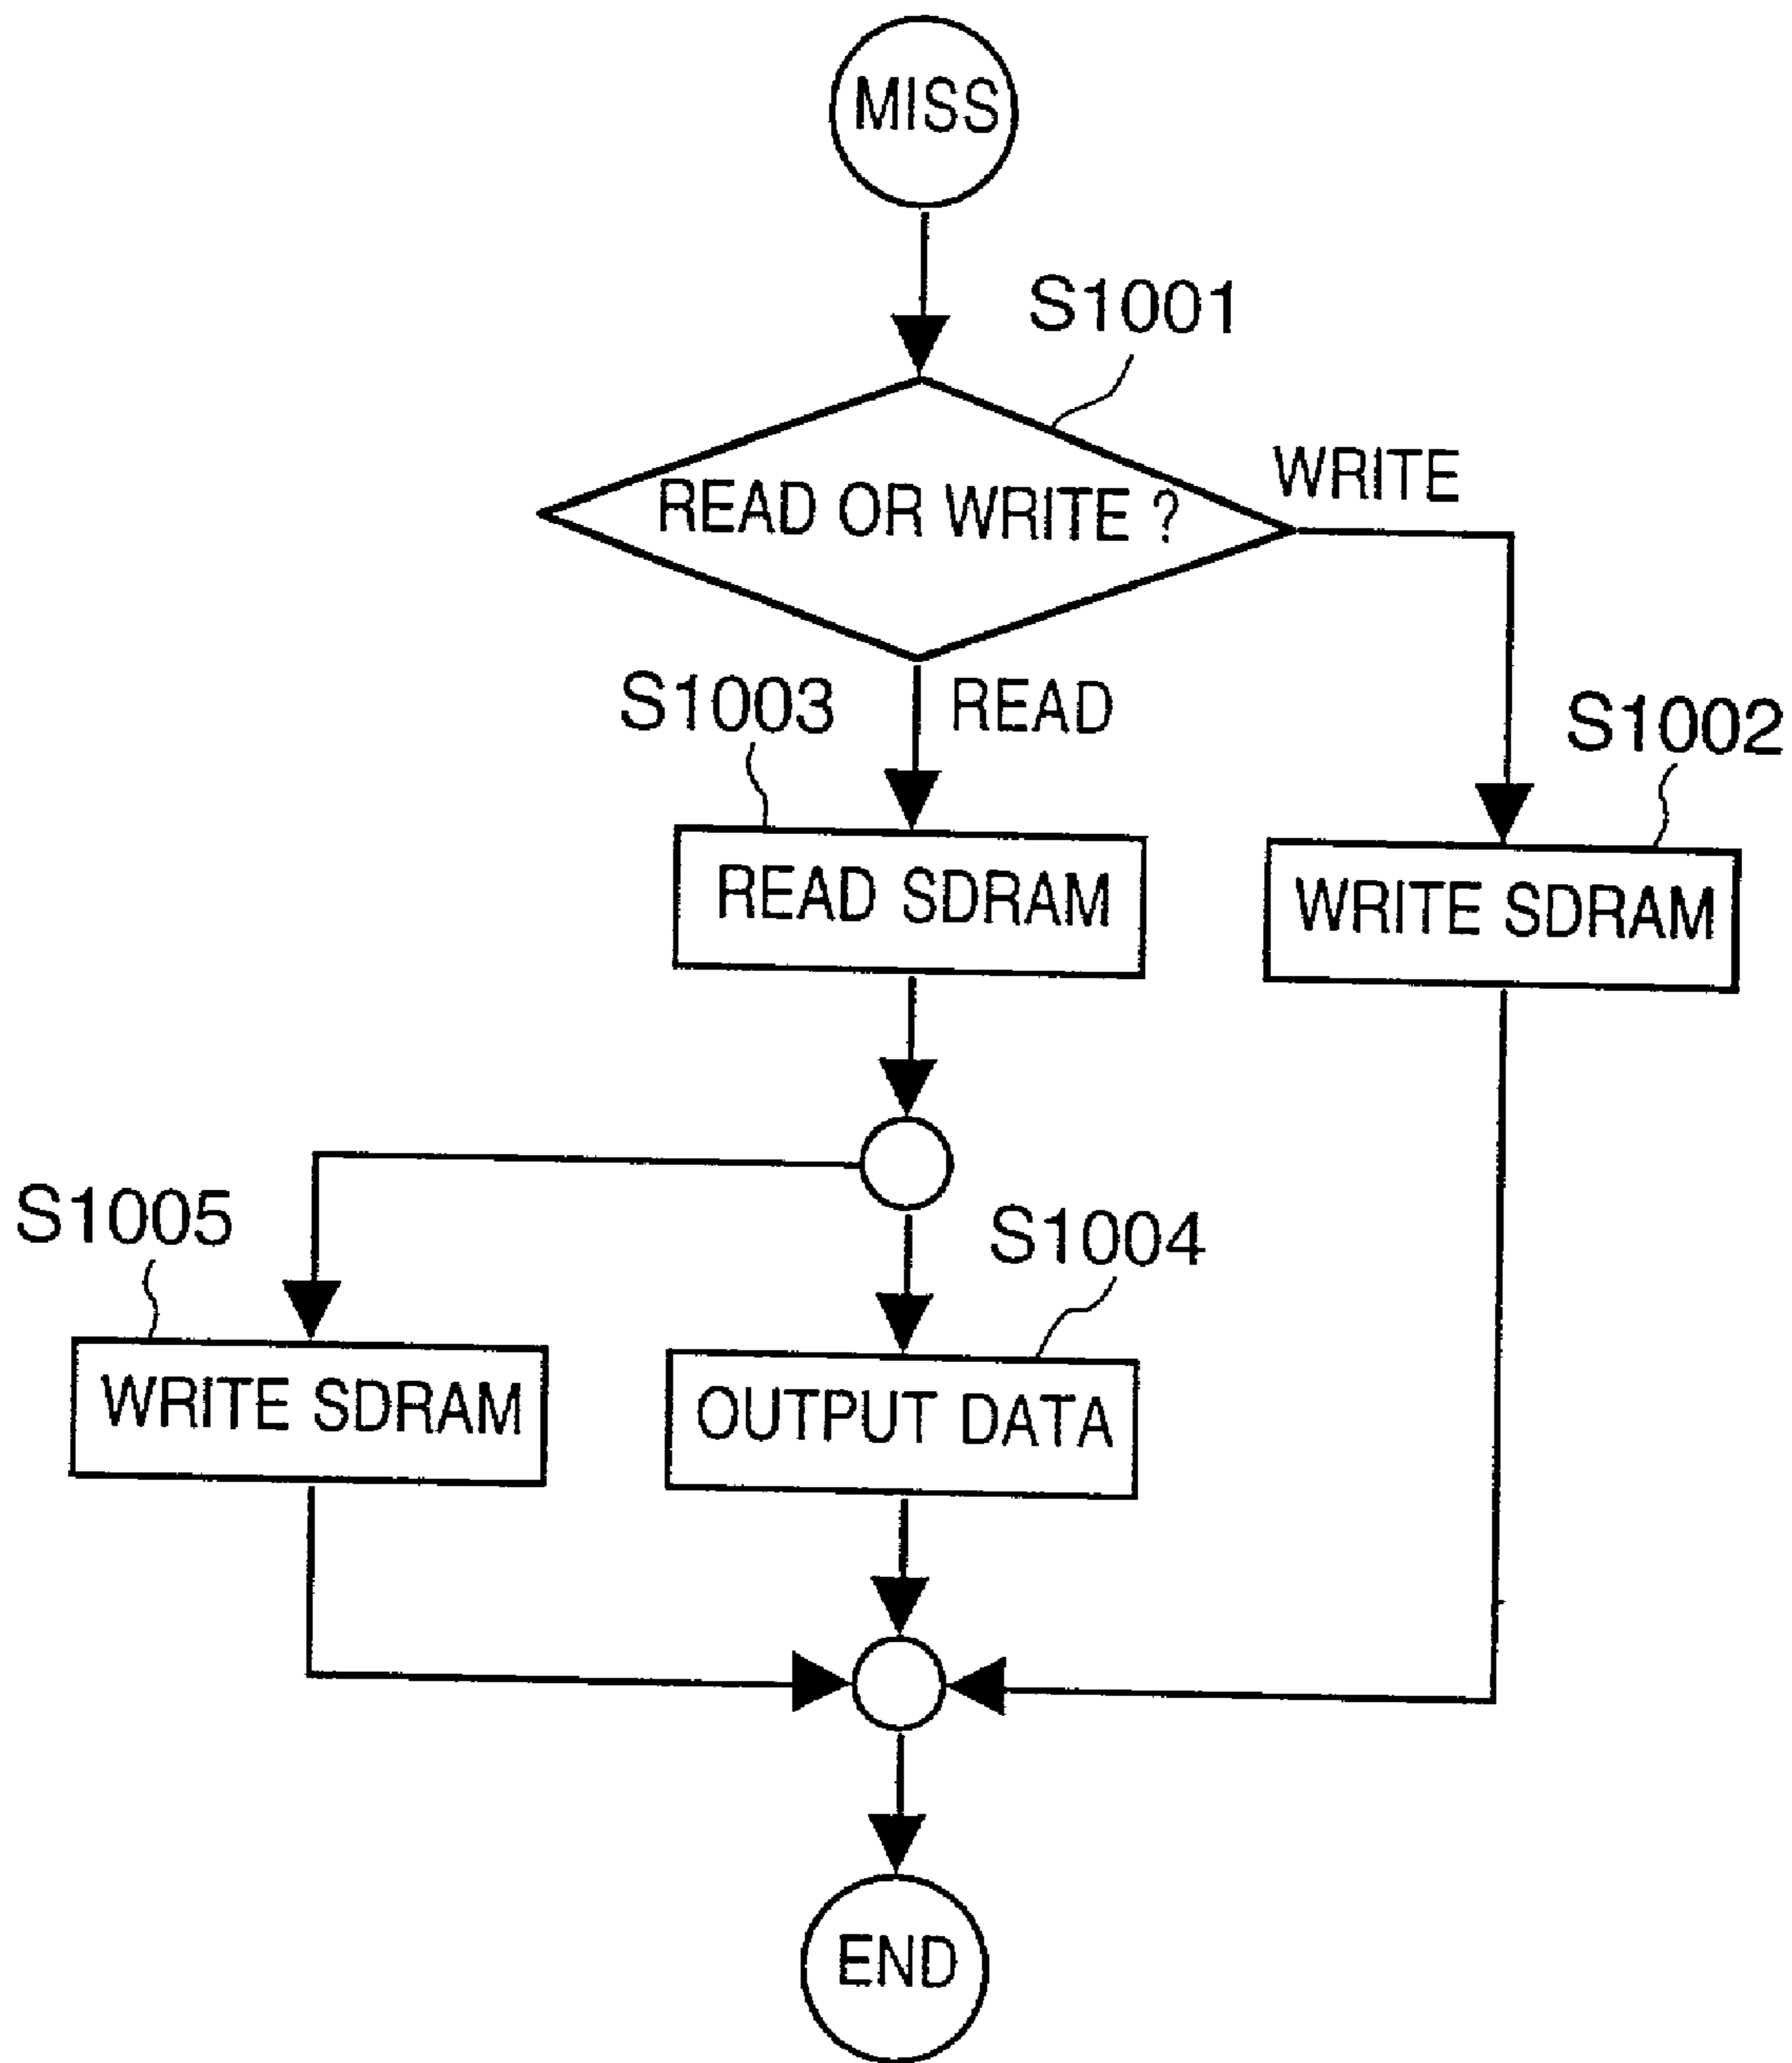 MISS
S1001
READ OR WRITE ?
WRITE
READ
S1003
S1002
READ SDRAM
WRITE SDRAM
S1005
S1004
WRITE SDRAM
OUTPUT DATA
END